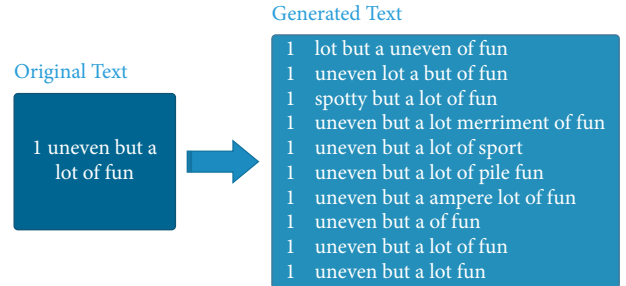 Generated Text
Original Text
1 uneven but a
lot of fun
1 lot but a uneven of fun
1 uneven lot a but of fun
1 spotty but a lot of fun
1 uneven but a lot merriment of fun
1 uneven but a lot of sport
1 uneven but a lot of pile fun
1 uneven but a ampere lot of fun
1 uneven but a of fun
1 uneven but a lot of fun
1 uneven but a lot fun